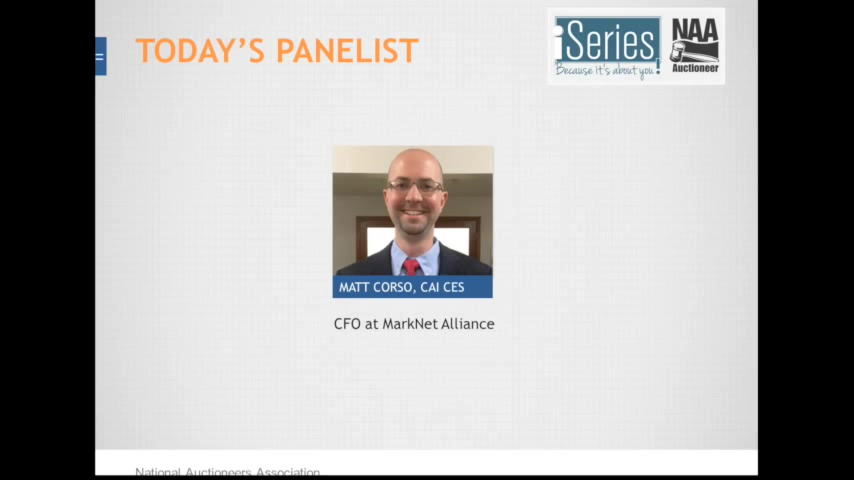 TODAY'S PANELIST
iSeries
Because it's about you!
NAA
Auctioneer
MATT CORSO, CAI CES
CFO at MarkNet Alliance
National Auctioneers Association